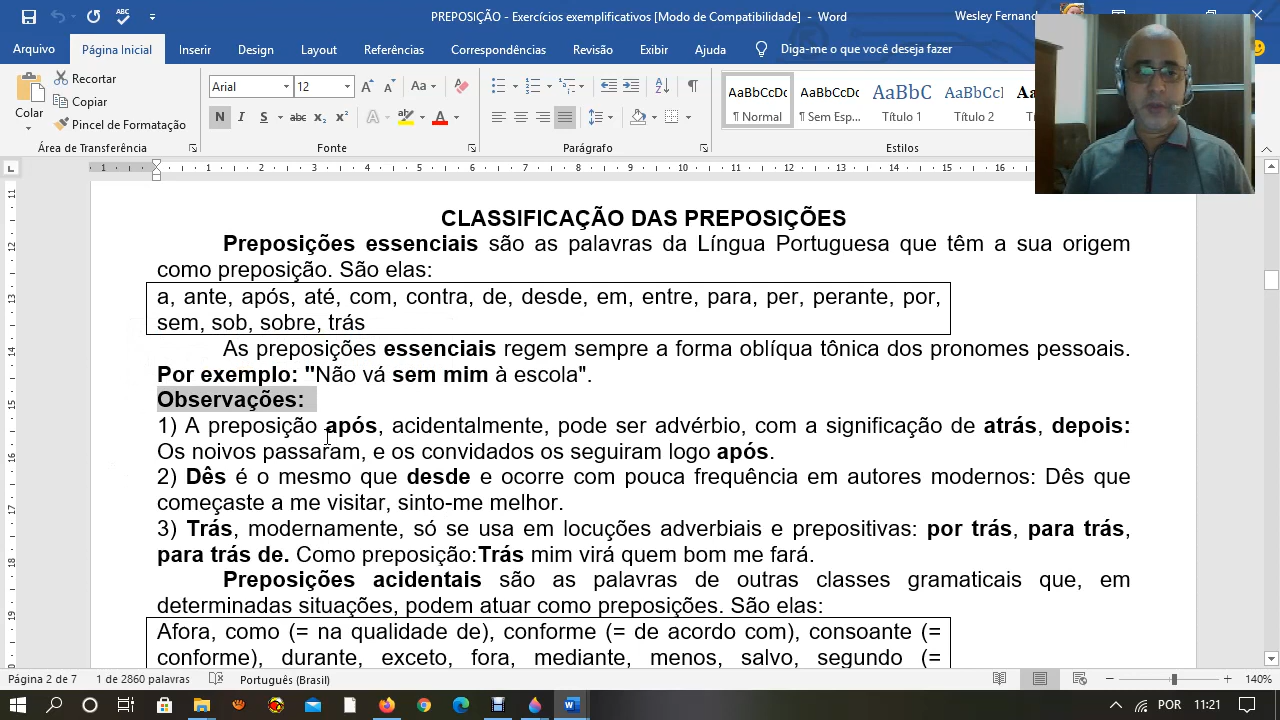 PREPOSIÇÃO - Exercícios exemplificativos [Modo de Compatibilidade] - Word
Wesley Fernand
Arquivo Página Inicial Inserir Design Layout Referências Correspondências Revisão Exibir Ajuda Diga-me o que você deseja fazer
Colar
Recortar
Copiar
Pincel de Formatação
Área de Transferência
Arial 12
Fonte
Parágrafo
AaBbCcDc AaBbCcDc AaBbC AaBbCcI
¶ Normal ¶ Sem Esp... Título 1 Título 2
Estilos
CLASSIFICAÇÃO DAS PREPOSIÇÕES
Preposições essenciais são as palavras da Língua Portuguesa que têm a sua origem
como preposição. São elas:
a, ante, após, até, com, contra, de, desde, em, entre, para, per, perante, por,
sem, sob, sobre, trás
As preposições essenciais regem sempre a forma oblíqua tônica dos pronomes pessoais.
Por exemplo: "Não vá sem mim à escola".
Observações:
1) A preposição após, acidentalmente, pode ser advérbio, com a significação de atrás, depois:
Os noivos passaram, e os convidados os seguiram logo após.
2) Dês é o mesmo que desde e ocorre com pouca frequência em autores modernos: Dês que
começaste a me visitar, sinto-me melhor.
3) Trás, modernamente, só se usa em locuções adverbiais e prepositivas: por trás, para trás,
para trás de. Como preposição:Trás mim virá quem bom me fará.
Preposições acidentais são as palavras de outras classes gramaticais que, em
determinadas situações, podem atuar como preposições. São elas:
Afora, como (= na qualidade de), conforme (= de acordo com), consoante (=
conforme), durante, exceto, fora, mediante, menos, salvo, segundo (=
Página 2 de 7 1 de 2860 palavras Português (Brasil) 140%
POR 11:21